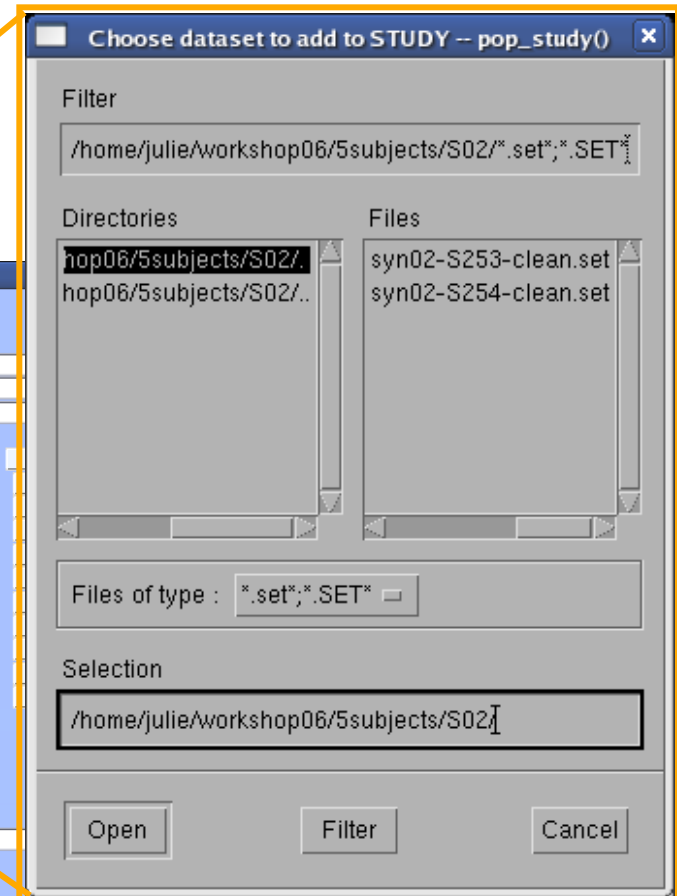 Choose dataset to add to STUDY -- pop_study()
Filter
/home/julie/workshop06/5subjects/S02/*.set*;*.SET*
Directories
Files
hop06/5subjects/S02/.
hop06/5subjects/S02/..
syn02-S253-clean.set
syn02-S254-clean.set
Files of type : *.set*;*.SET*
Selection
/home/julie/workshop06/5subjects/S02/
Open
Filter
Cancel